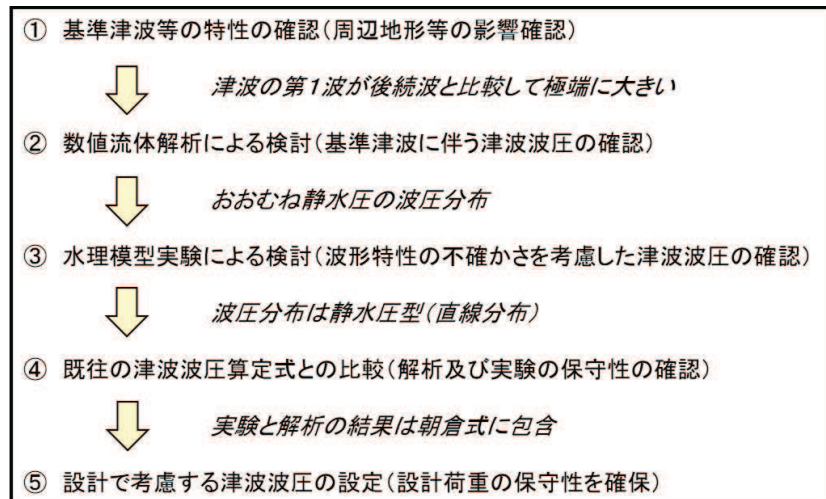 ① 基準津波等の特性の確認(周辺地形等の影響確認)
津波の第1波が後続波と比較して極端に大きい
② 数値流体解析による検討(基準津波に伴う津波波圧の確認)
おおむね静水圧の波圧分布
③ 水理模型実験による検討(波形特性の不確かさを考慮した津波波圧の確認)
波圧分布は静水圧型(直線分布)
④ 既往の津波波圧算定式との比較(解析及び実験の保守性の確認)
実験と解析の結果は朝倉式に包含
⑤ 設計で考慮する津波波圧の設定(設計荷重の保守性を確保)